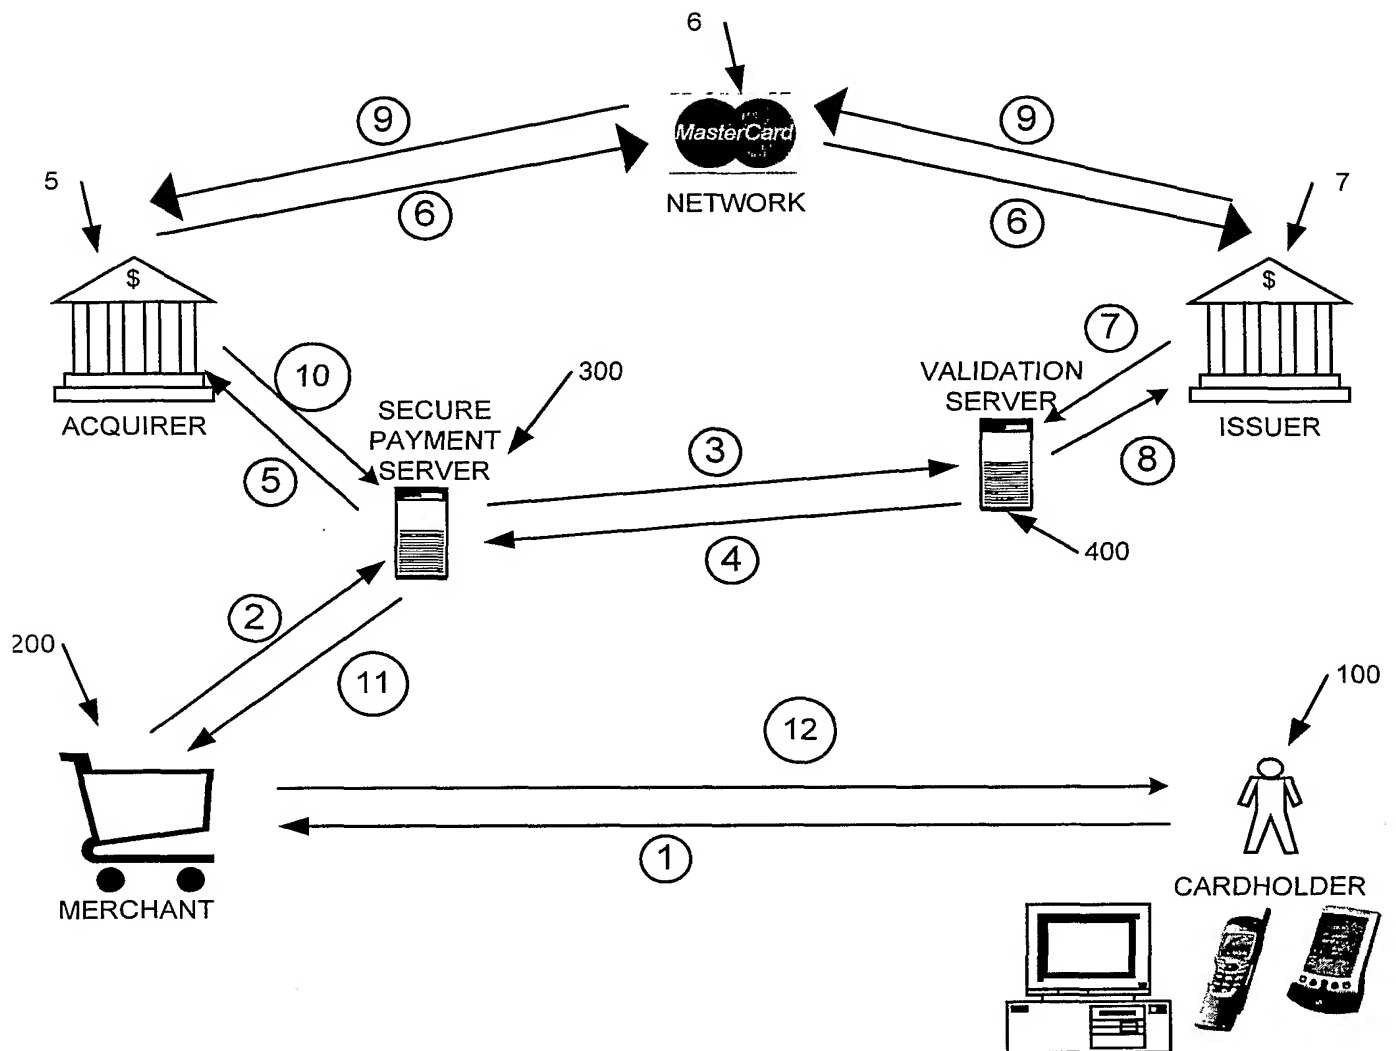 6
MasterCard
NETWORK
9
6
9
6
5
7
$
ACQUIRER
$
ISSUER
10
5
SECURE
PAYMENT
SERVER
300
7
8
VALIDATION
SERVER
400
3
4
2
11
200
MERCHANT
12
1
100
CARDHOLDER